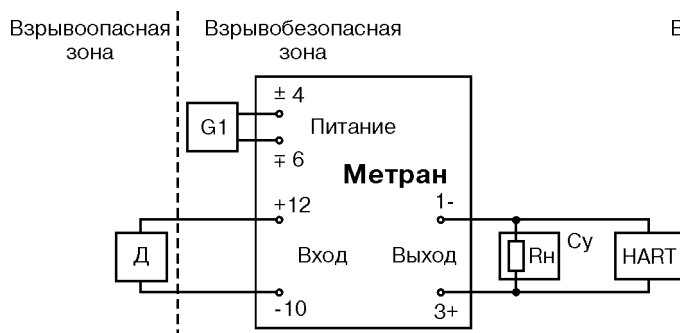 Взрывоопасная
зона
Взрывобезопасная
зона
В
± 4
G1
Питание
∓ 6
Метран
+12
1-
Д
Вход
Выход
Rн
Су
HART
-10
3+